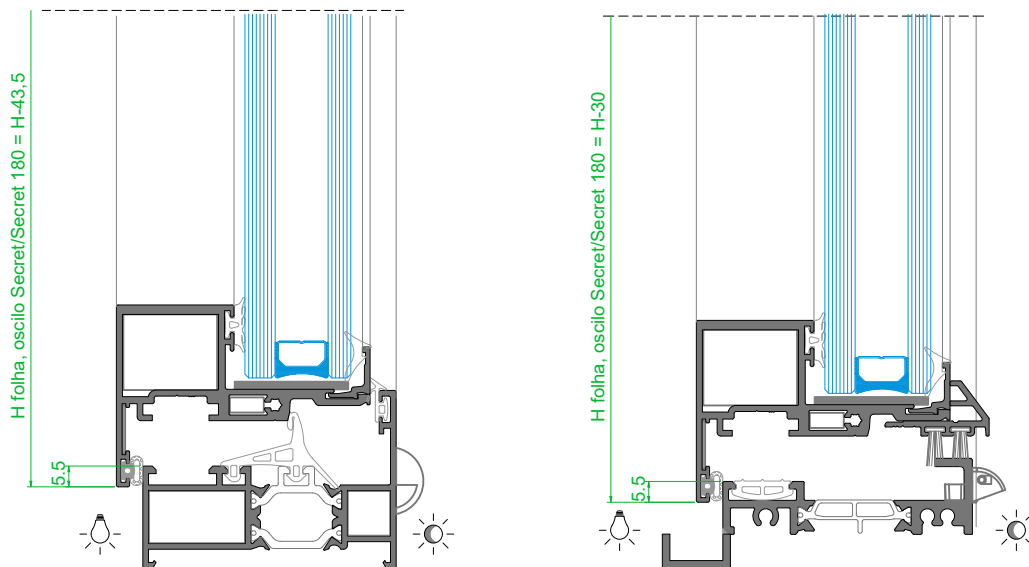 H folha, oscilo Secret/Secret 180 = H-43,5
5.5
H folha, oscilo Secret/Secret 180 = H-30
5.5